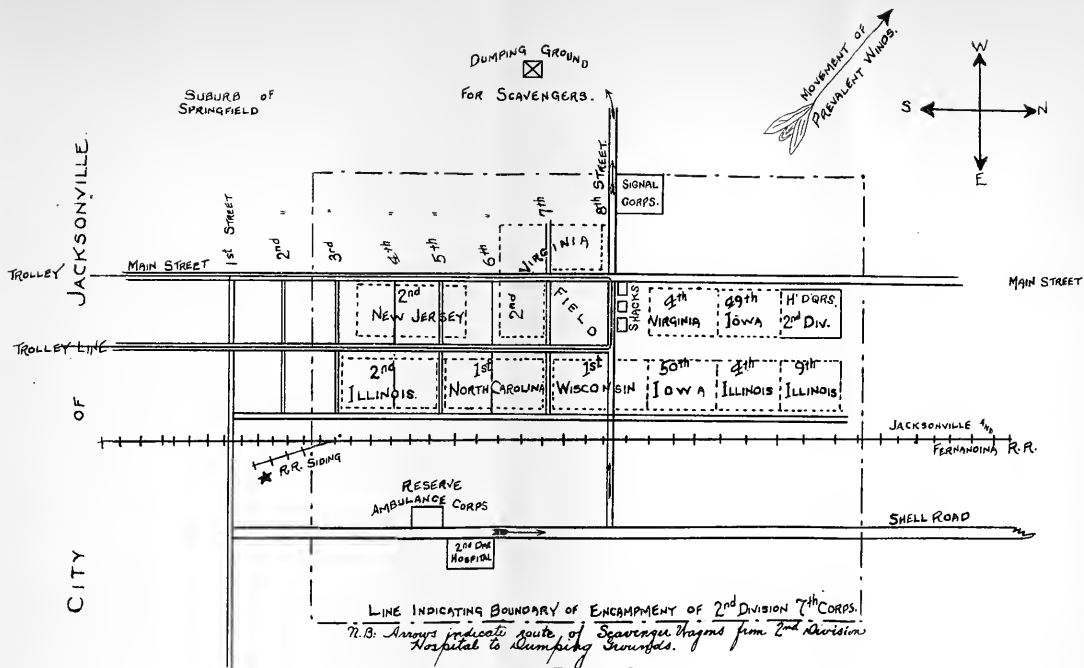 DUMPING GROUND
FOR SCAVENGERS.
MOVEMENT OF
PREVALENT WINDS.
W
S
N
E
SUBURB OF
SPRINGFIELD
CITY OF JACKSONVILLE
1st STREET
2nd "
3rd "
4th "
5th "
6th "
7th
8th STREET.
SIGNAL
CORPS.
TROLLEY
MAIN STREET
MAIN STREET
2nd
NEW JERSEY
2nd VIRGINIA
FIELD
SHACKS
4th
VIRGINIA
49th
IOWA
H'D'QRS.
2nd DIV.
TROLLEY LINE
2nd
ILLINOIS.
1st
NORTH CAROLINA
1st
WISCONSIN
50th
IOWA
4th
ILLINOIS
9th
ILLINOIS
JACKSONVILLE AND
FERNANDINA R.R.
R.R. SIDING
RESERVE
AMBULANCE CORPS
SHELL ROAD
2nd DIV
HOSPITAL
LINE INDICATING BOUNDARY OF ENCAMPMENT OF 2nd DIVISION 7th CORPS.
N.B: Arrows indicate route of Scavenger Wagons from 2nd Division
Hospital to Dumping Grounds.